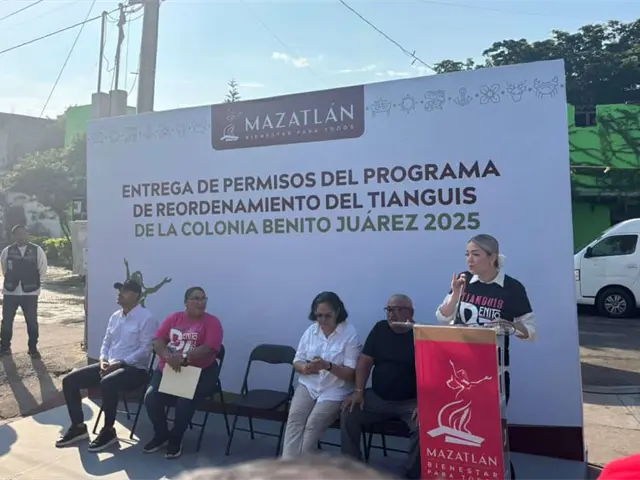 MAZATLÁN
BIENESTAR PARA TODOS
ENTREGA DE PERMISOS DEL PROGRAMA
DE REORDENAMIENTO DEL TIANGUIS
DE LA COLONIA BENITO JUÁREZ 2025
TIANGUIS
BENITO
MAZATLÁN
BIENESTAR
PARA TODOS